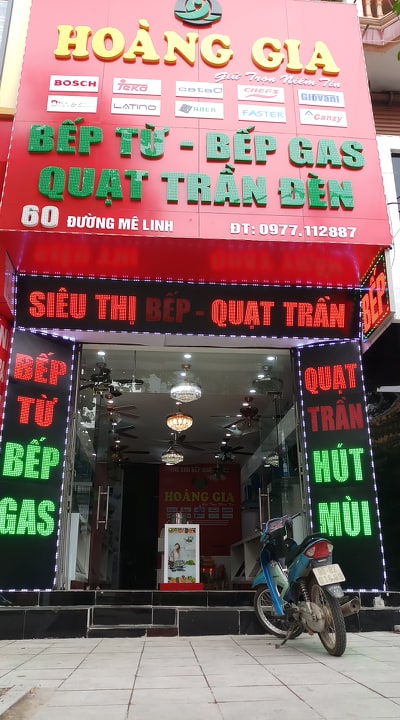 HOÀNG GIA
Giữ Trọn Niềm Tin
BOSCH Teka cata CHEFS GIOVANI
LATINO FABER FASTER Canzy
BẾP TỪ - BẾP GAS
QUẠT TRẦN ĐÈN
60 ĐƯỜNG MÊ LINH ĐT: 0977.112887
SIÊU THỊ BẾP - QUẠT TRẦN
BẾP
BẾP
TỪ
BẾP
GAS
QUẠT
TRẦN
HÚT
MÙI
HOÀNG GIA